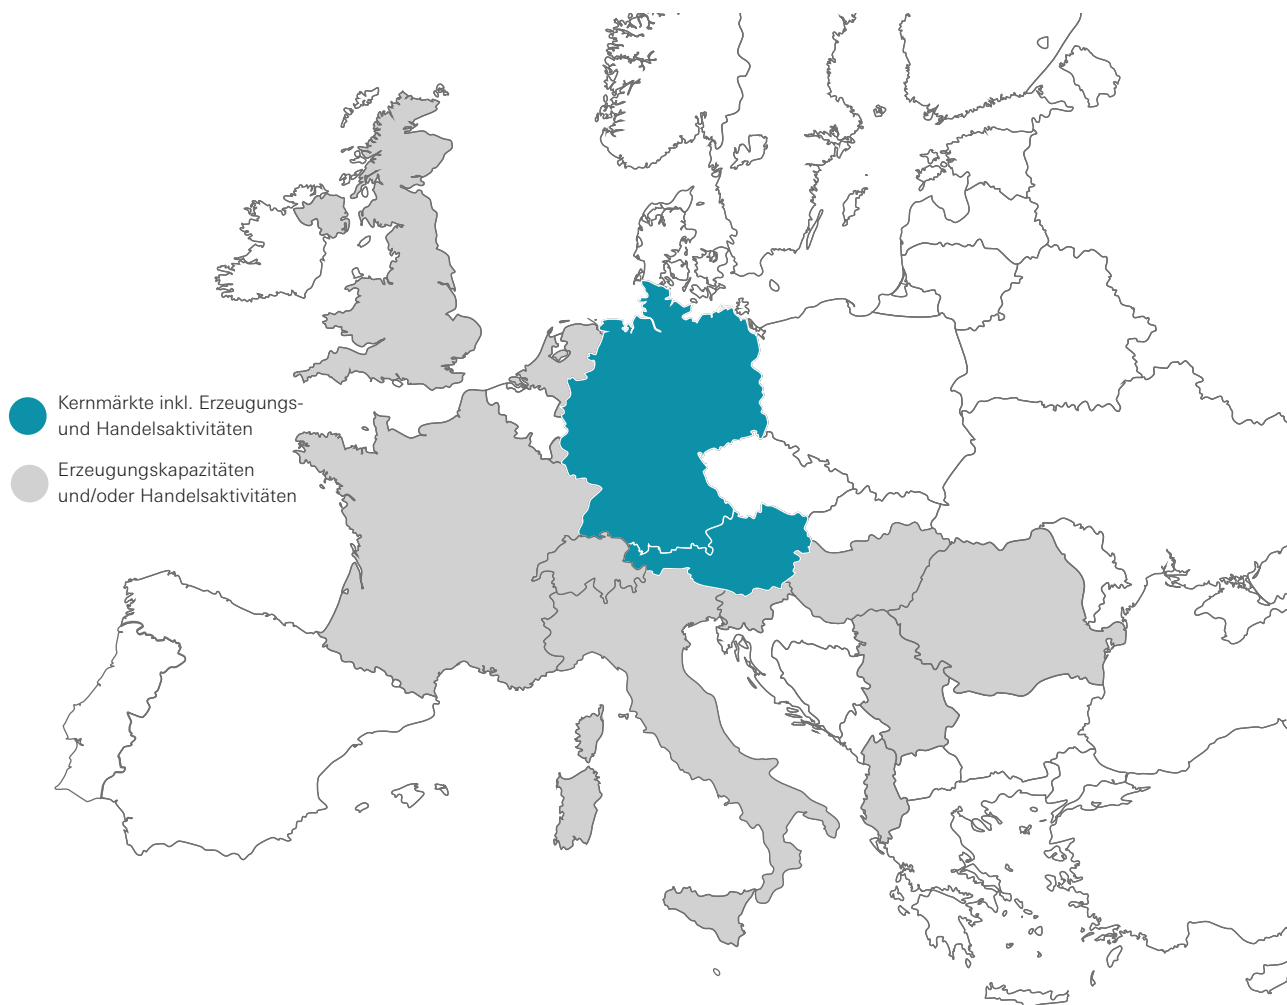 Kernmärkte inkl. Erzeugungs-
und Handelsaktivitäten
Erzeugungskapazitäten
und/oder Handelsaktivitäten